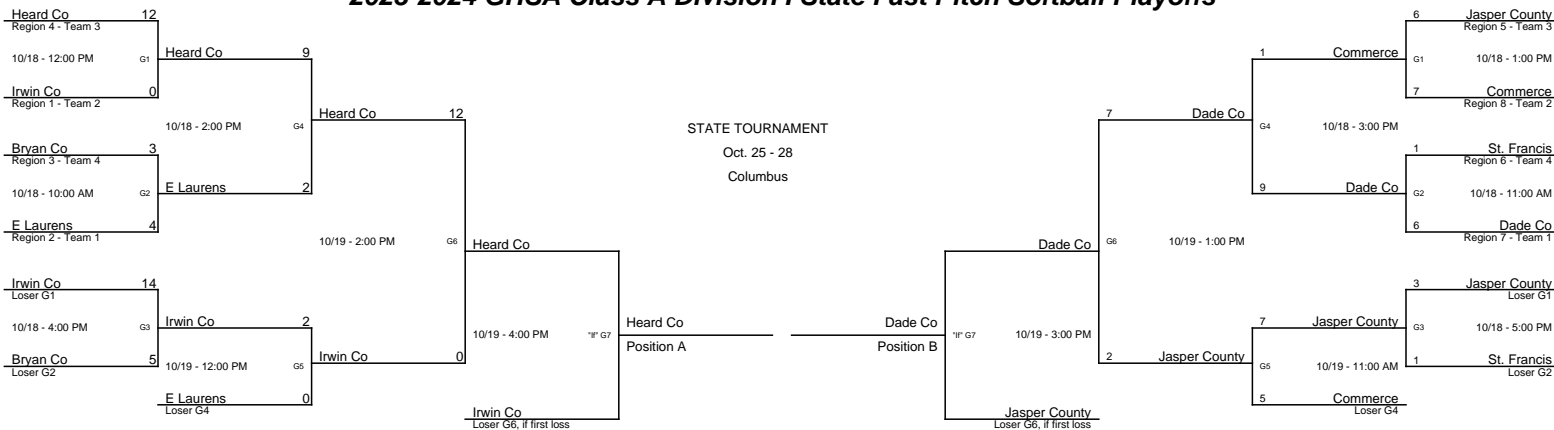 2023-2024 GHSA Class A Division I State Fast Pitch Softball Playoffs
Heard Co 12
Region 4 - Team 3
10/18 - 12:00 PM G1
Heard Co 9
Irwin Co 0
Region 1 - Team 2
10/18 - 2:00 PM G4
Heard Co 12
Bryan Co 3
Region 3 - Team 4
10/18 - 10:00 AM G2
E Laurens 2
E Laurens 4
Region 2 - Team 1
10/19 - 2:00 PM G6
Heard Co
Irwin Co 14
Loser G1
10/18 - 4:00 PM G3
Irwin Co 2
Bryan Co 5
Loser G2
10/19 - 12:00 PM G5
Irwin Co 0
E Laurens 0
Loser G4
10/19 - 4:00 PM "If" G7
Heard Co
Position A
Irwin Co
Loser G6, if first loss
STATE TOURNAMENT
Oct. 25 - 28
Columbus
6 Jasper County
Region 5 - Team 3
G1 10/18 - 1:00 PM
1 Commerce
7 Commerce
Region 8 - Team 2
G4 10/18 - 3:00 PM
7 Dade Co
1 St. Francis
Region 6 - Team 4
G2 10/18 - 11:00 AM
9 Dade Co
6 Dade Co
Region 7 - Team 1
G6 10/19 - 1:00 PM
Dade Co
3 Jasper County
Loser G1
G3 10/18 - 5:00 PM
7 Jasper County
1 St. Francis
Loser G2
G5 10/19 - 11:00 AM
2 Jasper County
5 Commerce
Loser G4
"If" G7 10/19 - 3:00 PM
Dade Co
Position B
Jasper County
Loser G6, if first loss